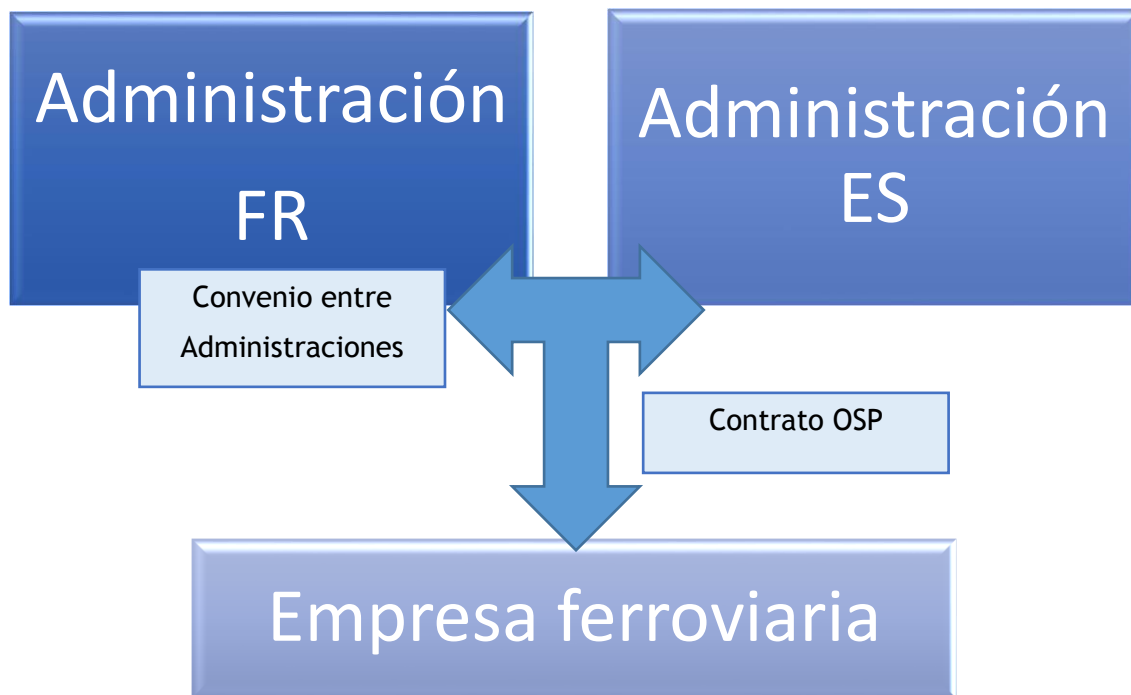 Administración
FR
Administración
ES
Convenio entre
Administraciones
Contrato OSP
Empresa ferroviaria